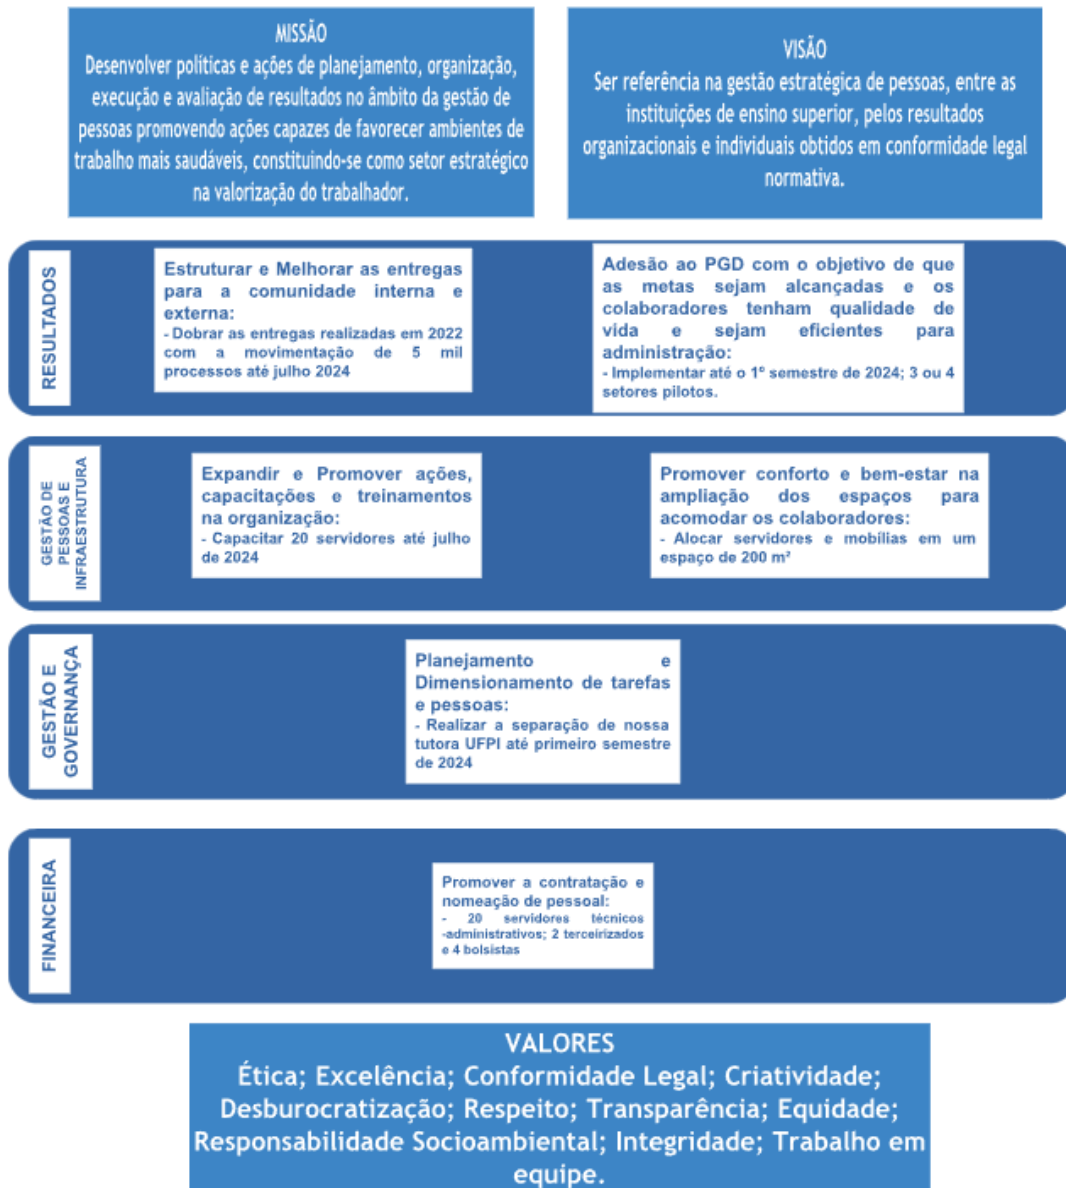 MISSÃO
Desenvolver políticas e ações de planejamento, organização,
execução e avaliação de resultados no âmbito da gestão de
pessoas promovendo ações capazes de favorecer ambientes de
trabalho mais saudáveis, constituindo-se como setor estratégico
na valorização do trabalhador.
VISÃO
Ser referência na gestão estratégica de pessoas, entre as
instituições de ensino superior, pelos resultados
organizacionais e individuais obtidos em conformidade legal
normativa.
RESULTADOS
Estruturar e Melhorar as entregas
para a comunidade interna e
externa:
- Dobrar as entregas realizadas em 2022
com a movimentação de 5 mil
processos até julho 2024
Adesão ao PGD com o objetivo de que
as metas sejam alcançadas e os
colaboradores tenham qualidade de
vida e sejam eficientes para
administração:
- Implementar até o 1º semestre de 2024; 3 ou 4
setores pilotos.
GESTÃO DE
PESSOAS E
INFRAESTRUTURA
Expandir e Promover ações,
capacitações e treinamentos
na organização:
- Capacitar 20 servidores até julho
de 2024
Promover conforto e bem-estar na
ampliação dos espaços para
acomodar os colaboradores:
- Alocar servidores e mobílias em um
espaço de 200 m²
GESTÃO E
GOVERNANÇA
Planejamento e
Dimensionamento de tarefas
e pessoas:
- Realizar a separação de nossa
tutora UFPI até primeiro semestre
de 2024
FINANCEIRA
Promover a contratação e
nomeação de pessoal:
- 20 servidores técnicos
-administrativos; 2 terceirizados
e 4 bolsistas
VALORES
Ética; Excelência; Conformidade Legal; Criatividade;
Desburocratização; Respeito; Transparência; Equidade;
Responsabilidade Socioambiental; Integridade; Trabalho em
equipe.